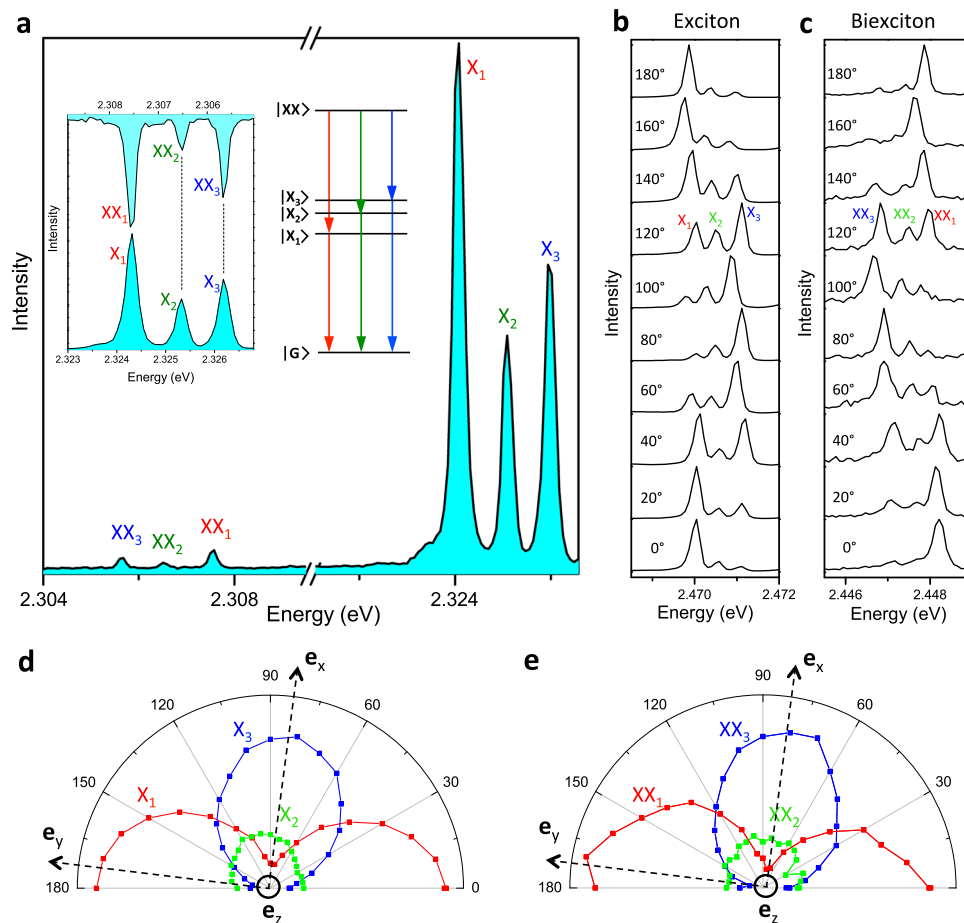 a
X1
X2
X3
XX3
XX2
XX1
Intensity
2.304
2.308
2.324
Energy (eV)
2.308
2.307
2.306
XX2
XX3
XX1
X1
X2
X3
Intensity
2.323
2.324
2.325
2.326
Energy (eV)
|XX>
|X3>
|X2>
|X1>
|G>
b
Exciton
180°
160°
140°
120°
X1
X2
X3
100°
80°
60°
40°
20°
0°
Intensity
2.470
2.472
Energy (eV)
c
Biexciton
180°
160°
140°
XX3
XX2
XX1
120°
100°
80°
60°
40°
20°
0°
Intensity
2.446
2.448
Energy (eV)
d
90
ex
120
60
X3
150
30
X1
X2
ey
180
0
ez
e
90
ex
120
60
XX3
150
30
XX1
XX2
ey
180
0
ez